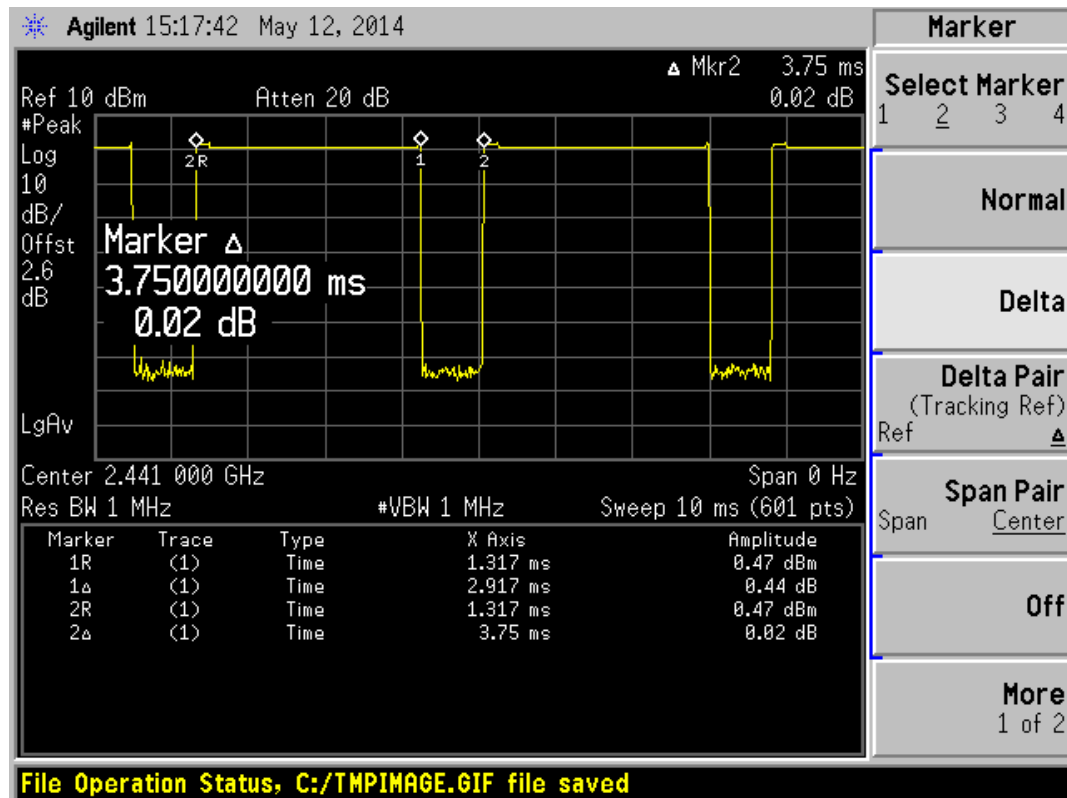 Agilent 15:17:42 May 12, 2014
Δ Mkr2 3.75 ms
Ref 10 dBm Atten 20 dB 0.02 dB
#Peak
Log
10
dB/
Offst
2.6
dB
LgAv
2R 1 2
Marker Δ
3.750000000 ms
0.02 dB
Center 2.441 000 GHz Span 0 Hz
Res BW 1 MHz #VBW 1 MHz Sweep 10 ms (601 pts)
Marker Trace Type X Axis Amplitude
1R (1) Time 1.317 ms 0.47 dBm
1Δ (1) Time 2.917 ms 0.44 dB
2R (1) Time 1.317 ms 0.47 dBm
2Δ (1) Time 3.75 ms 0.02 dB
File Operation Status, C:/TMPIMAGE.GIF file saved
Marker
Select Marker
1 2 3 4
Normal
Delta
Delta Pair
(Tracking Ref)
Ref Δ
Span Pair
Span Center
Off
More
1 of 2